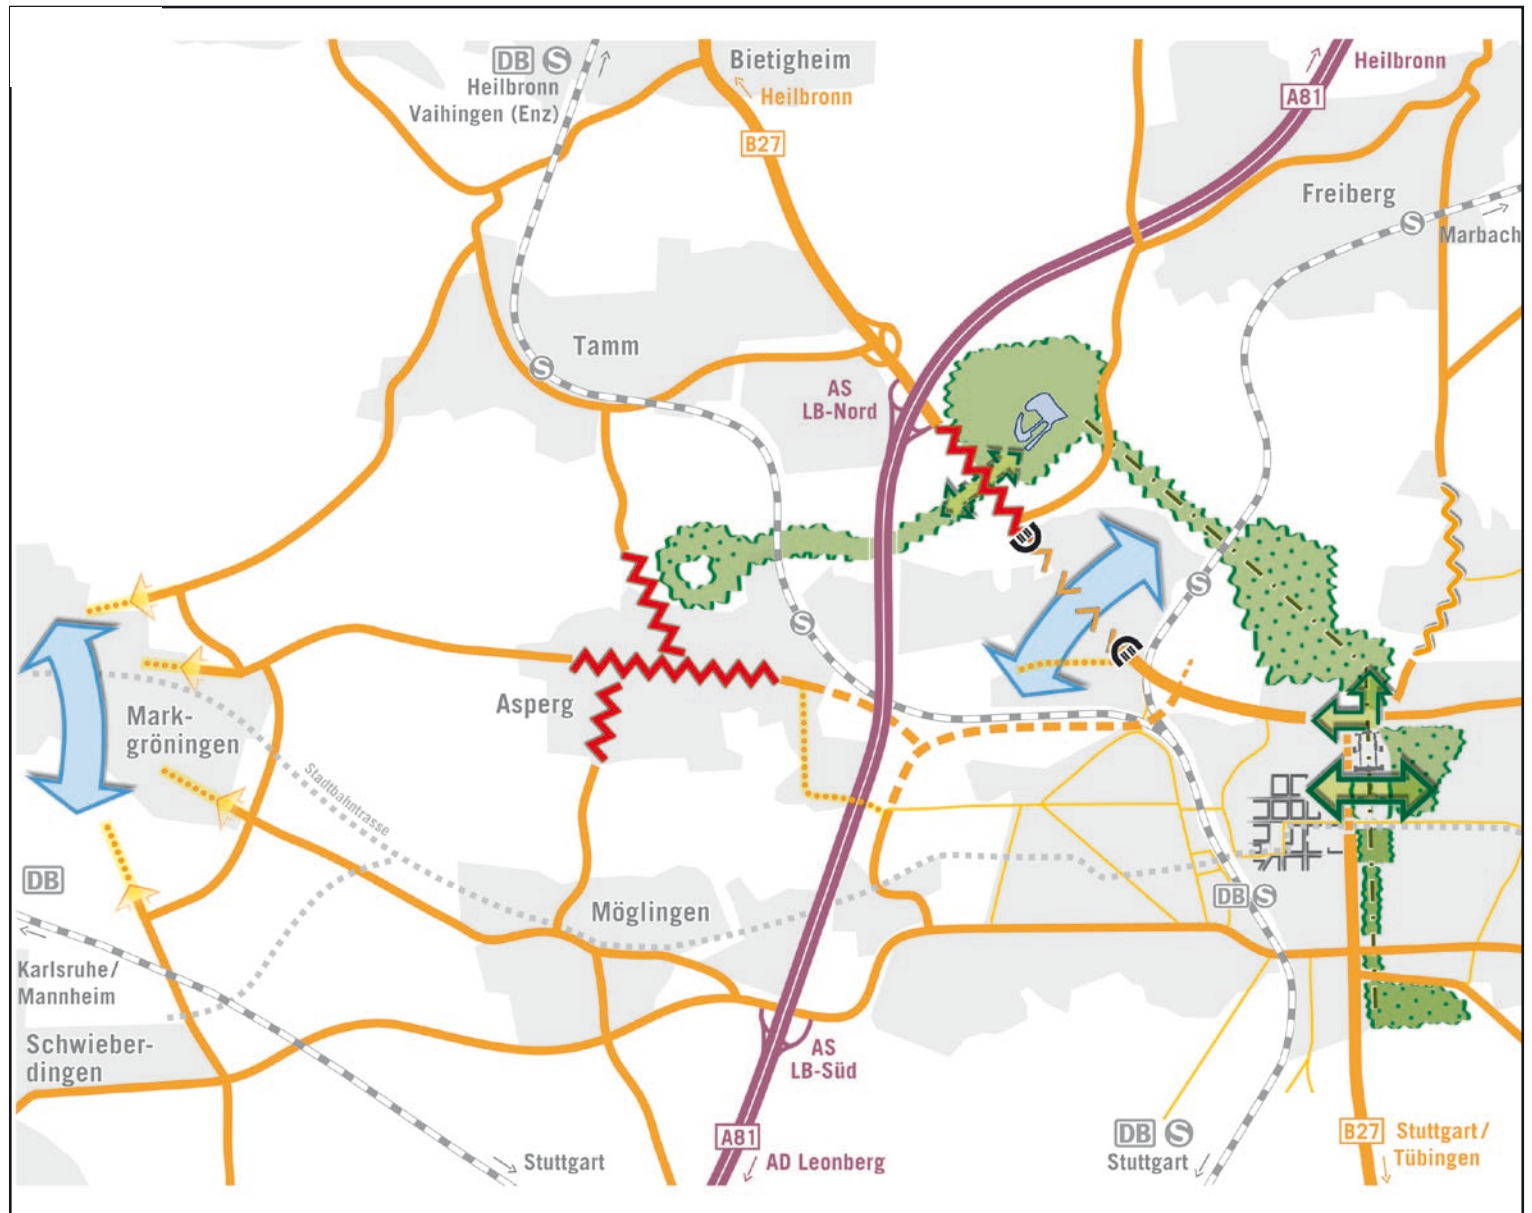 DB S
Heilbronn
Vaihingen (Enz)
Bietigheim
Heilbronn
B27
Heilbronn
A81
Freiberg
S
Marbach
Tamm
S
AS
LB-Nord
S
S
Asperg
Mark-
gröningen
Stadtbahntrasse
DB
DB S
Möglingen
Karlsruhe/
Mannheim
Schwieber-
dingen
AS
LB-Süd
A81
AD Leonberg
Stuttgart
DB S
Stuttgart
B27
Stuttgart/
Tübingen